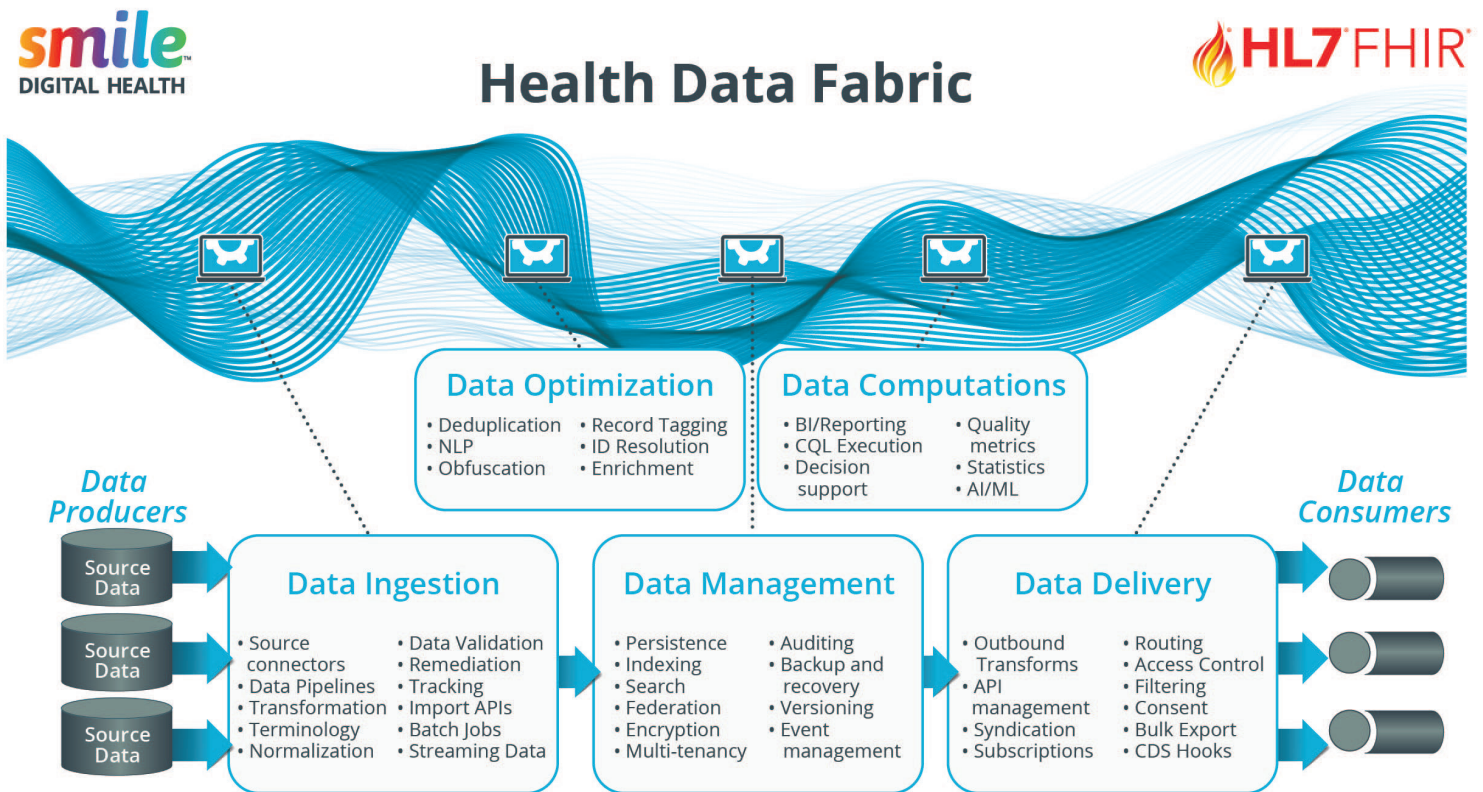 smile™
DIGITAL HEALTH
Health Data Fabric
HL7® FHIR®
Data Optimization
• Deduplication
• NLP
• Obfuscation
• Record Tagging
• ID Resolution
• Enrichment
Data Computations
• BI/Reporting
• CQL Execution
• Decision
support
• Quality
metrics
• Statistics
• AI/ML
Data
Producers
Source
Data
Source
Data
Source
Data
Data Ingestion
• Source
connectors
• Data Pipelines
• Transformation
• Terminology
• Normalization
• Data Validation
• Remediation
• Tracking
• Import APIs
• Batch Jobs
• Streaming Data
Data Management
• Persistence
• Indexing
• Search
• Federation
• Encryption
• Multi-tenancy
• Auditing
• Backup and
recovery
• Versioning
• Event
management
Data Delivery
• Outbound
Transforms
• API
management
• Syndication
• Subscriptions
• Routing
• Access Control
• Filtering
• Consent
• Bulk Export
• CDS Hooks
Data
Consumers